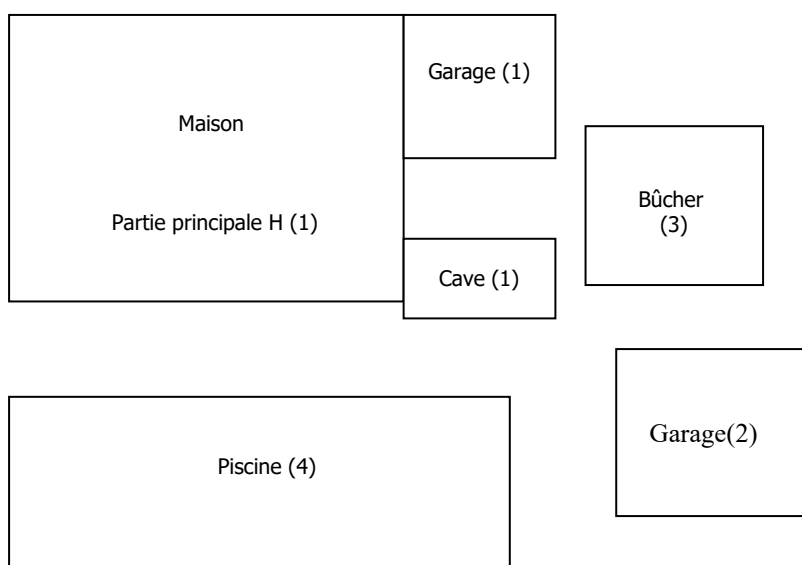 Garage (1)
Maison
Partie principale H (1)
Bûcher
(3)
Cave (1)
Garage(2)
Piscine (4)